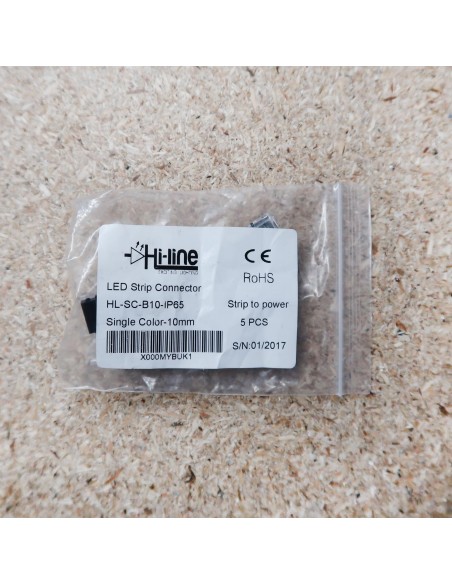 Hi-line
CE
RoHS
LED Strip Connector
HL-SC-B10-IP65
Strip to power
Single Color-10mm
5 PCS
S/N:01/2017
X000MYBUK1